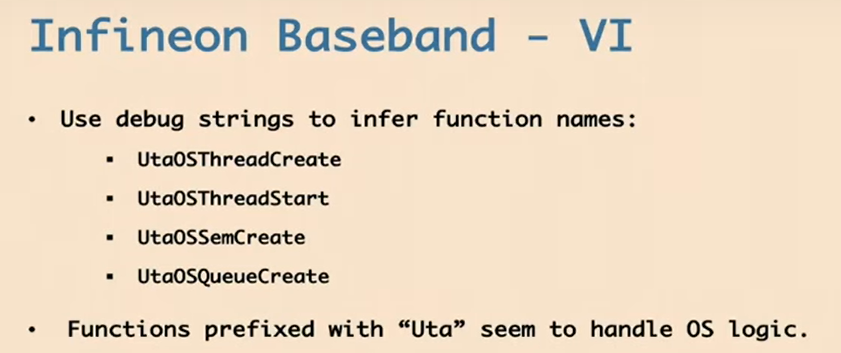 Infineon Baseband – VI
• Use debug strings to infer function names:
▪ UtaOSThreadCreate
▪ UtaOSThreadStart
▪ UtaOSSemCreate
▪ UtaOSQueueCreate
• Functions prefixed with “Uta” seem to handle OS logic.